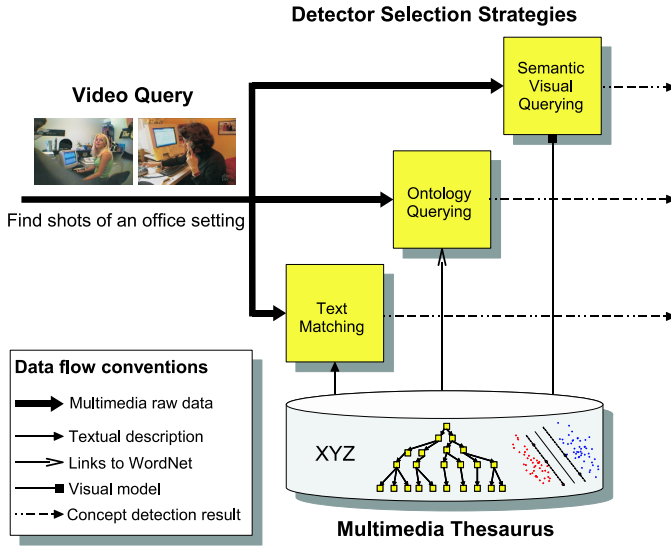 Detector Selection Strategies
Video Query
Semantic
Visual
Querying
Find shots of an office setting
Ontology
Querying
Text
Matching
Data flow conventions
Multimedia raw data
Textual description
Links to WordNet
Visual model
Concept detection result
XYZ
Multimedia Thesaurus